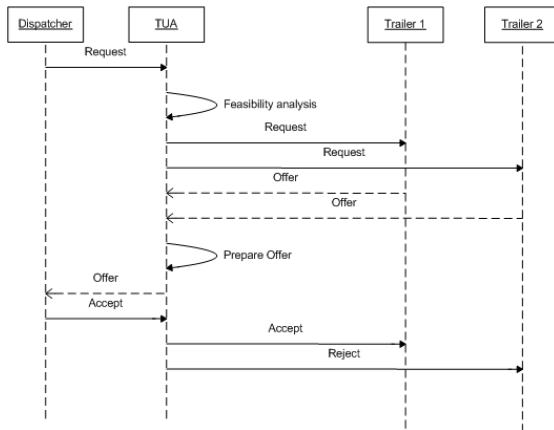 Dispatcher
TUA
Trailer 1
Trailer 2
Request
Feasibility analysis
Request
Request
Offer
Offer
Prepare Offer
Offer
Accept
Accept
Reject